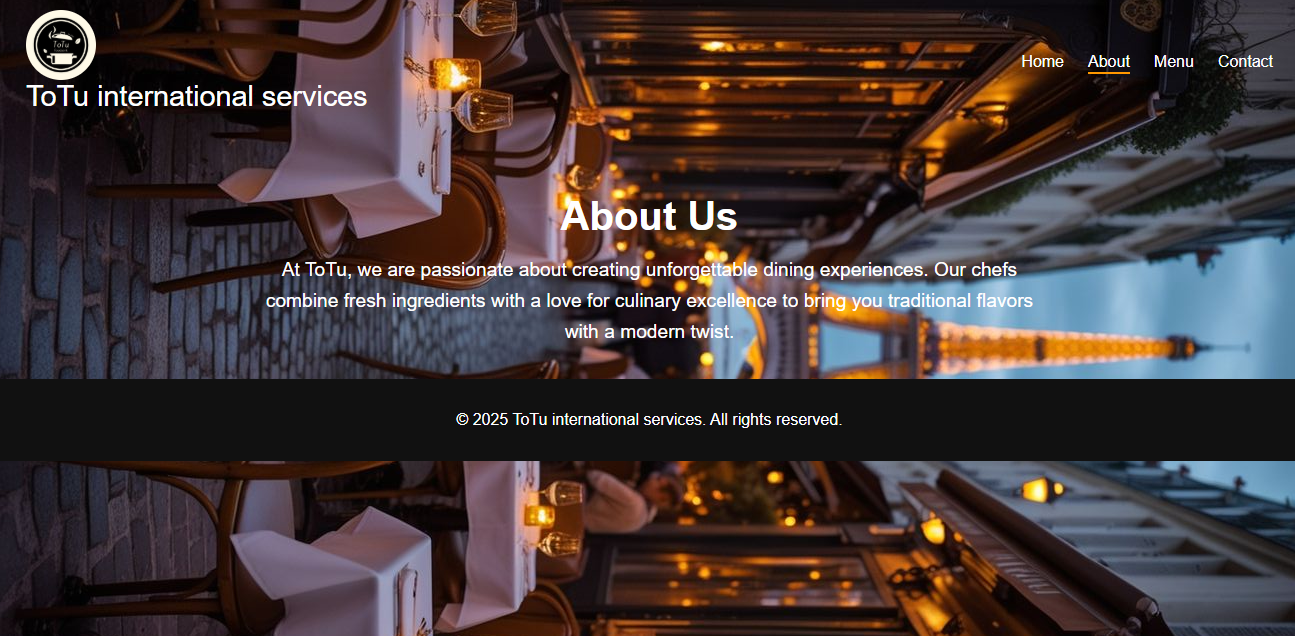 ToTu
ToTu international services
Home
About
Menu
Contact
About Us
At ToTu, we are passionate about creating unforgettable dining experiences. Our chefs
combine fresh ingredients with a love for culinary excellence to bring you traditional flavors
with a modern twist.
© 2025 ToTu international services. All rights reserved.